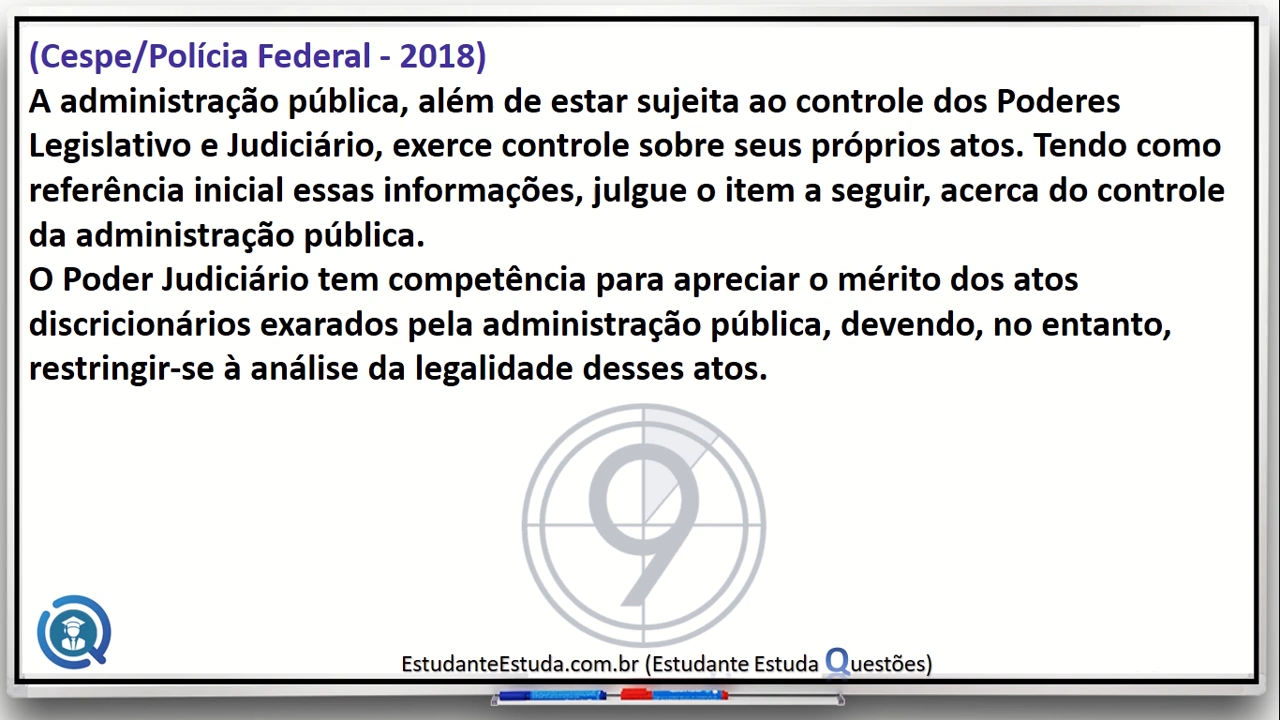 (Cespe/Polícia Federal - 2018)
A administração pública, além de estar sujeita ao controle dos Poderes
Legislativo e Judiciário, exerce controle sobre seus próprios atos. Tendo como
referência inicial essas informações, julgue o item a seguir, acerca do controle
da administração pública.
O Poder Judiciário tem competência para apreciar o mérito dos atos
discricionários exarados pela administração pública, devendo, no entanto,
restringir-se à análise da legalidade desses atos.
9
EstudanteEstuda.com.br (Estudante Estuda Questões)